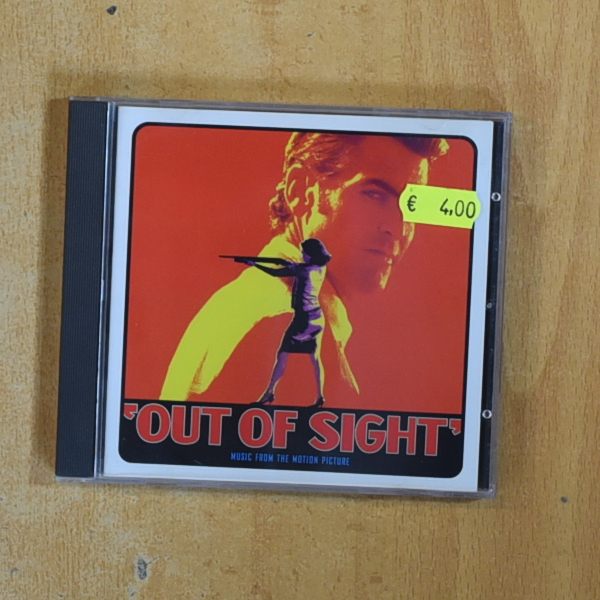 € 4,00
'OUT OF SIGHT'
MUSIC FROM THE MOTION PICTURE